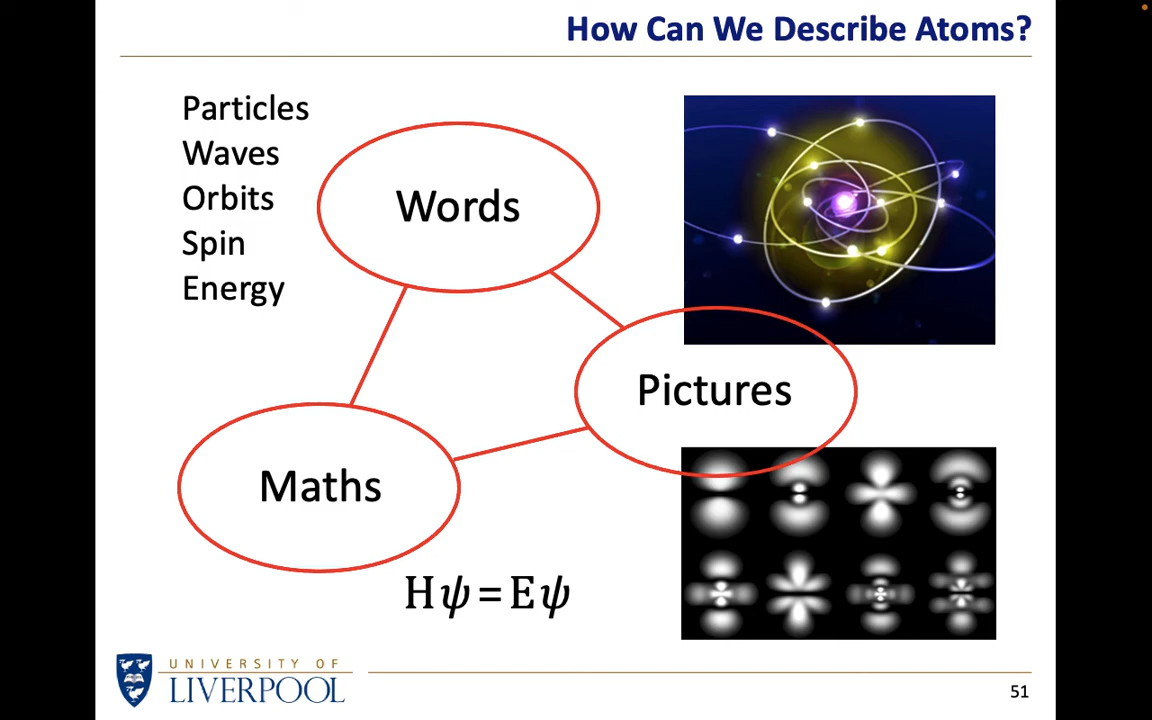 How Can We Describe Atoms?
Particles
Waves
Orbits
Spin
Energy
Words
Pictures
Maths
Hψ=Eψ
UNIVERSITY OF
LIVERPOOL
51